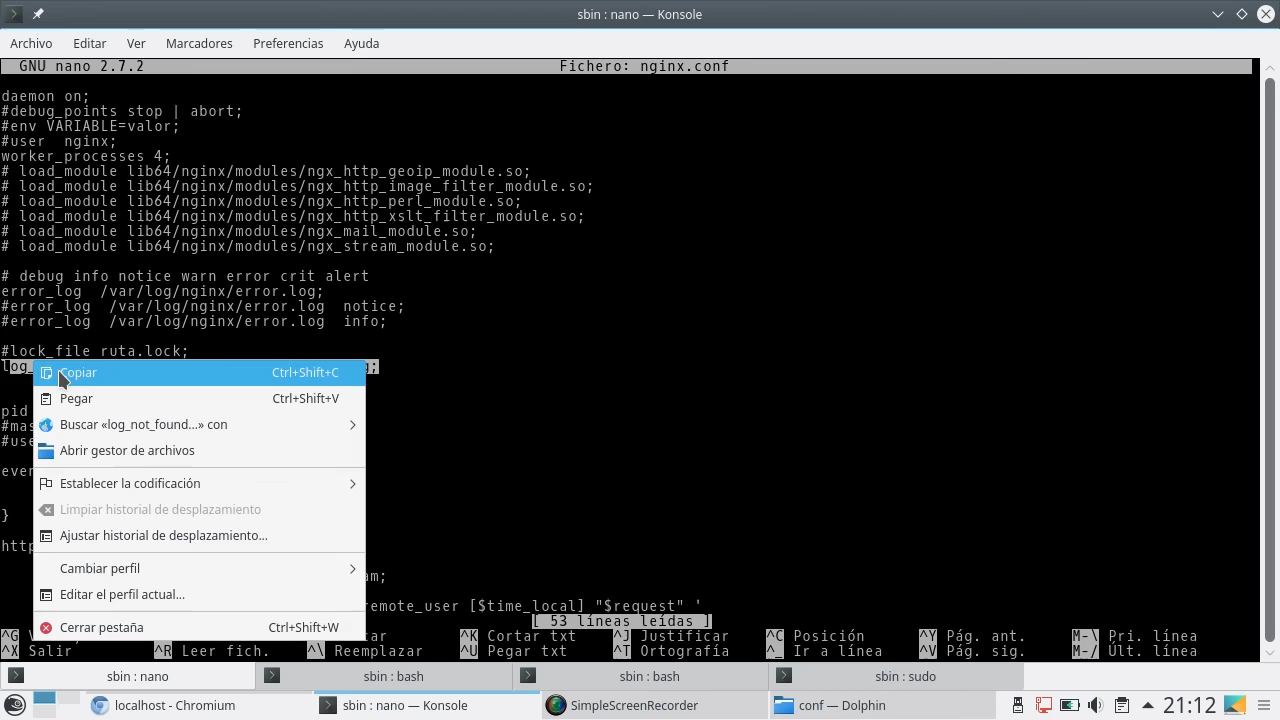 sbin : nano — Konsole
Archivo Editar Ver Marcadores Preferencias Ayuda
GNU nano 2.7.2 Fichero: nginx.conf
daemon on;
#debug_points stop | abort;
#env VARIABLE=valor;
#user  nginx;
worker_processes 4;
# load_module lib64/nginx/modules/ngx_http_geoip_module.so;
# load_module lib64/nginx/modules/ngx_http_image_filter_module.so;
# load_module lib64/nginx/modules/ngx_http_perl_module.so;
# load_module lib64/nginx/modules/ngx_http_xslt_filter_module.so;
# load_module lib64/nginx/modules/ngx_mail_module.so;
# load_module lib64/nginx/modules/ngx_stream_module.so;
# debug info notice warn error crit alert
error_log  /var/log/nginx/error.log;
#error_log  /var/log/nginx/error.log  notice;
#error_log  /var/log/nginx/error.log  info;
#lock_file ruta.lock;
log_ g;
Copiar Ctrl+Shift+C
Pegar Ctrl+Shift+V
pid
#mas
Buscar «log_not_found...» con
#use
Abrir gestor de archivos
even
Establecer la codificación
Limpiar historial de desplazamiento
}
Ajustar historial de desplazamiento...
http
Cambiar perfil
am;
Editar el perfil actual...
remote_user [$time_local] "$request" '
Cerrar pestaña Ctrl+Shift+W
[ 53 líneas leídas ]
^G V tar ^K Cortar txt ^J Justificar ^C Posición ^Y Pág. ant. M-\ Pri. línea
^X Salir ^R Leer fich. ^\ Reemplazar ^U Pegar txt ^T Ortografía ^_ Ir a línea ^V Pág. sig. M-/ Últ. línea
sbin : nano sbin : bash sbin : bash sbin : sudo
localhost - Chromium sbin : nano — Konsole SimpleScreenRecorder conf — Dolphin 21:12